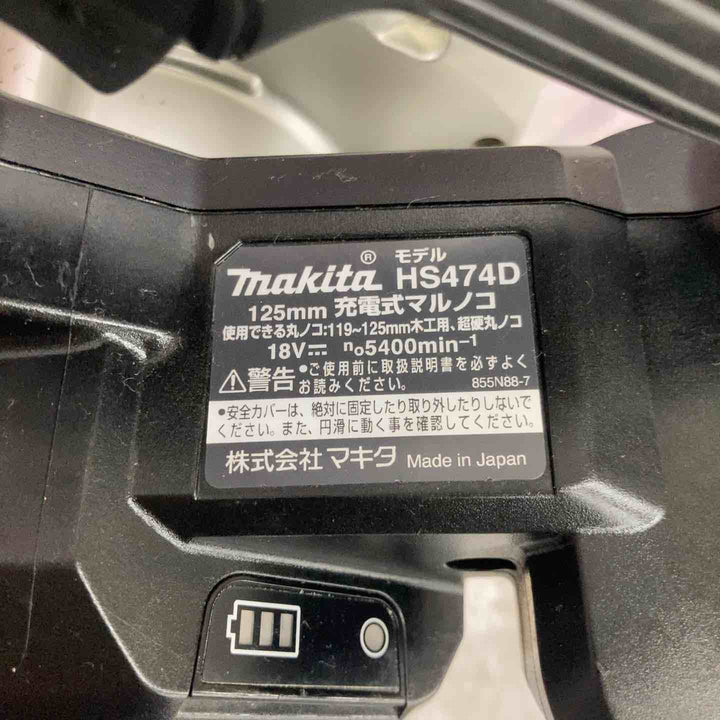 makita® モデル HS474D
125mm 充電式マルノコ
使用できる丸ノコ:119~125mm木工用、超硬丸ノコ
18V⎓ n₀5400min⁻¹
⚠警告 •ご使用前に取扱説明書を必ずよく
お読みください。 855N88-7
•安全カバーは、絶対に固定したり取り外したりしないで
ください。また、円滑に動く事を確認してください。
株式会社 マキタ Made in Japan